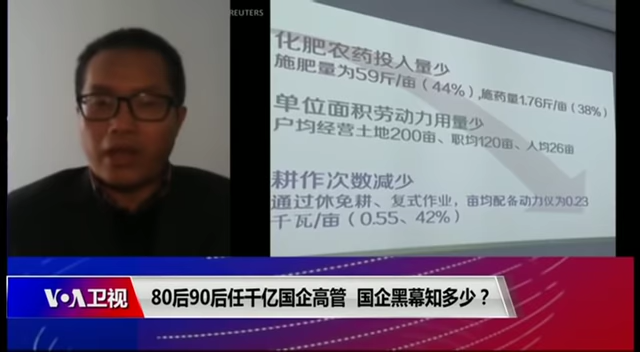 REUTERS
化肥农药投入量少
施肥量为59斤/亩（44%）,施药量1.76斤/亩（38%）
单位面积劳动力用量少
户均经营土地200亩、职均120亩、人均26亩
耕作次数减少
通过休免耕、复式作业，亩均配备动力仅为0.23
千瓦/亩（0.55、42%）
VOA卫视
80后90后任千亿国企高管 国企黑幕知多少？